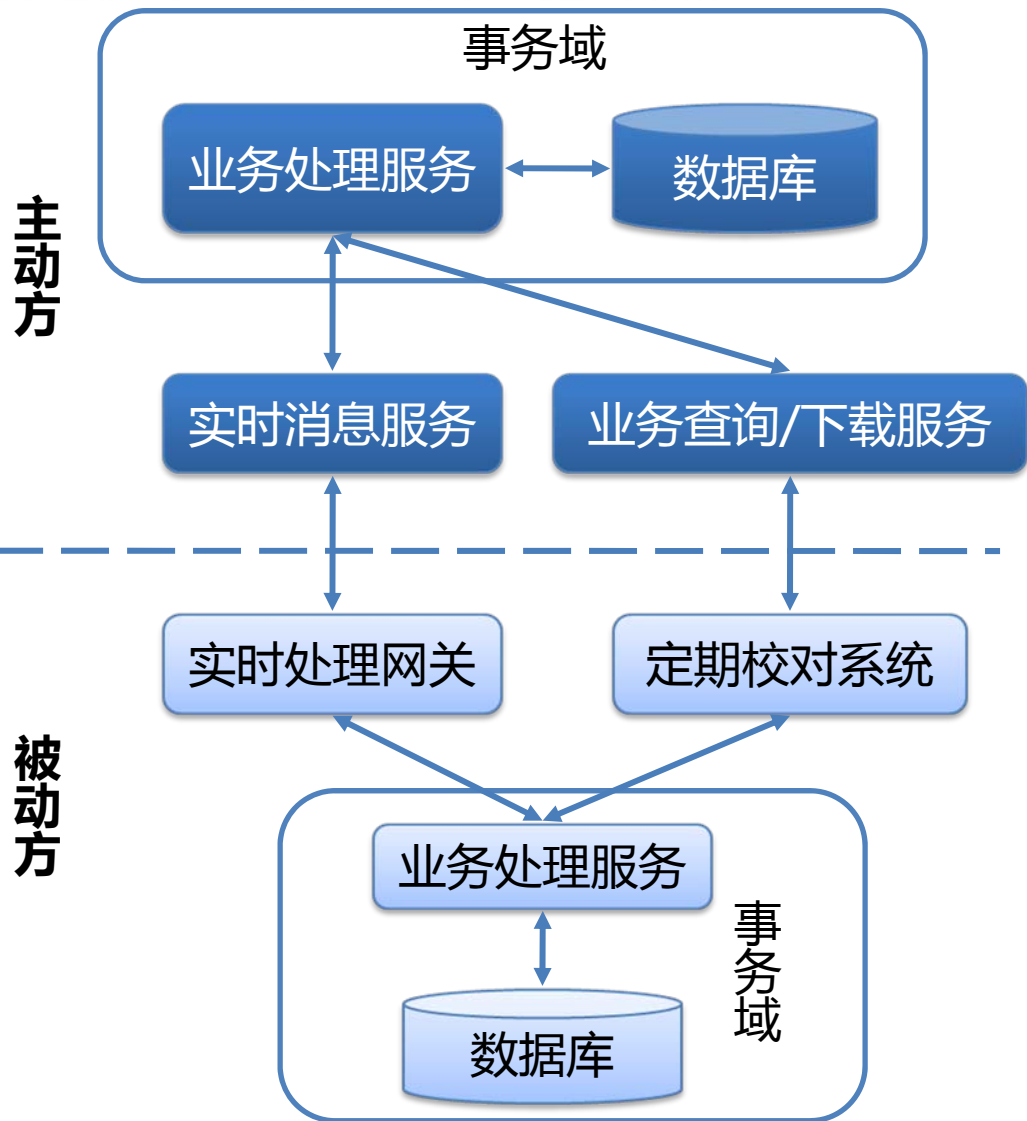 事务域
业务处理服务
数据库
主动方
实时消息服务
业务查询/下载服务
实时处理网关
定期校对系统
被动方
业务处理服务
事务域
数据库